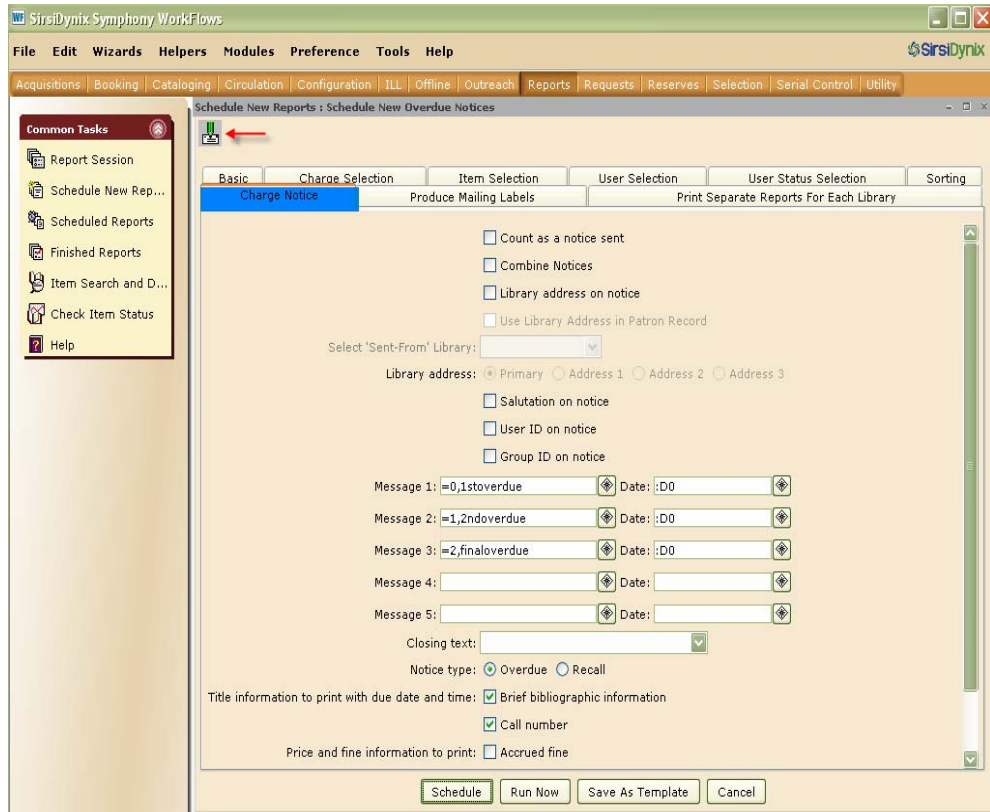 WF SirsiDynix Symphony WorkFlows
File Edit Wizards Helpers Modules Preference Tools Help
SirsiDynix
Acquisitions Booking Cataloging Circulation Configuration ILL Offline Outreach Reports Requests Reserves Selection Serial Control Utility
Schedule New Reports : Schedule New Overdue Notices
Common Tasks
Report Session
Schedule New Rep...
Scheduled Reports
Finished Reports
Item Search and D...
Check Item Status
? Help
Basic Charge Selection Item Selection User Selection User Status Selection Sorting
Charge Notice Produce Mailing Labels Print Separate Reports For Each Library
Count as a notice sent
Combine Notices
Library address on notice
Use Library Address in Patron Record
Select 'Sent-From' Library:
Library address: Primary Address 1 Address 2 Address 3
Salutation on notice
User ID on notice
Group ID on notice
Message 1: =0,1stoverdue Date: :D0
Message 2: =1,2ndoverdue Date: :D0
Message 3: =2,finaloverdue Date: :D0
Message 4: Date:
Message 5: Date:
Closing text:
Notice type: Overdue Recall
Title information to print with due date and time: Brief bibliographic information
Call number
Price and fine information to print: Accrued fine
Schedule Run Now Save As Template Cancel